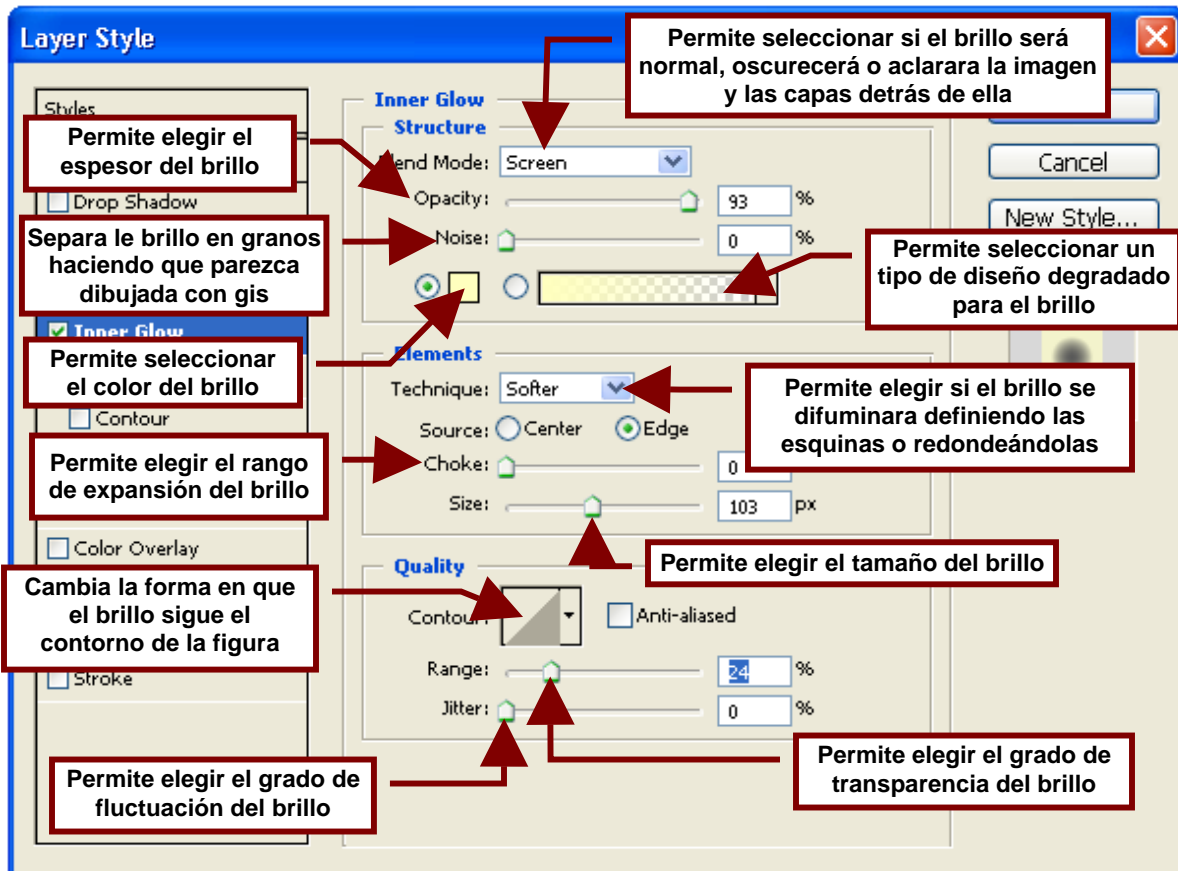 Layer Style
Permite seleccionar si el brillo será
normal, oscurecerá o aclarara la imagen
y las capas detrás de ella
Styles
Permite elegir el
espesor del brillo
Drop Shadow
Separa le brillo en granos
haciendo que parezca
dibujada con gis
Inner Glow
Permite seleccionar
el color del brillo
Contour
Permite elegir el rango
de expansión del brillo
Color Overlay
Cambia la forma en que
el brillo sigue el
contorno de la figura
Stroke
Permite elegir el grado de
fluctuación del brillo
Inner Glow
Structure
Blend Mode: Screen
Opacity: 93 %
Noise: 0 %
Permite seleccionar un
tipo de diseño degradado
para el brillo
Elements
Technique: Softer
Permite elegir si el brillo se
difuminara definiendo las
esquinas o redondeándolas
Source: Center Edge
Choke: 0
Size: 103 px
Permite elegir el tamaño del brillo
Quality
Contour: Anti-aliased
Range: 24 %
Jitter: 0 %
Permite elegir el grado de
transparencia del brillo
Cancel
New Style...